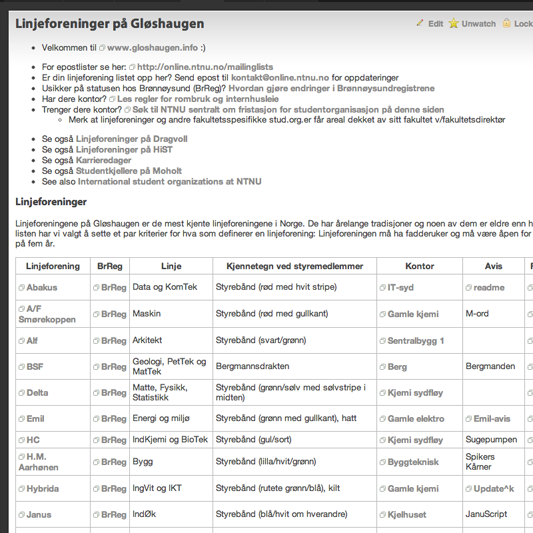 Linjeforeninger på Gløshaugen
Edit Unwatch Lock
Velkommen til www.gloshaugen.info :)
For epostlister se her: http://online.ntnu.no/mailinglists
Er din linjeforening listet opp her? Send epost til kontakt@online.ntnu.no for oppdateringer
Usikker på statusen hos Brønnøysund (BrReg)? Hvordan gjøre endringer i Brønnøysundregistrene
Har dere kontor? Les regler for rombruk og internhusleie
Trenger dere kontor? Søk til NTNU sentralt om fristasjon for studentorganisasjon på denne siden
Merk at linjeforeninger og andre fakultetsspesifikke stud.org.er får areal dekket av sitt fakultet v/fakultetsdirektør
Se også Linjeforeninger på Dragvoll
Se også Linjeforeninger på HiST
Se også Karrieredager
Se også Studentkjellere på Moholt
See also International student organizations at NTNU
Linjeforeninger
Linjeforeningene på Gløshaugen er de mest kjente linjeforeningene i Norge. De har årelange tradisjoner og noen av dem er eldre enn
listen har vi valgt å sette et par kriterier for hva som definerer en linjeforening: Linjeforeningen må ha fadderuker og må være åpen for
på fem år.
Linjeforening BrReg Linje Kjennetegn ved styremedlemmer Kontor Avis
Abakus BrReg Data og KomTek Styrebånd (rød med hvit stripe) IT-syd readme
A/F Smørekoppen BrReg Maskin Styrebånd (rød med gullkant) Gamle kjemi M-ord
Alf BrReg Arkitekt Styrebånd (svart/grønn) Sentralbygg 1
BSF BrReg Geologi, PetTek og MatTek Bergmannsdrakten Berg Bergmanden
Delta BrReg Matte, Fysikk, Statistikk Styrebånd (grønn/sølv med sølvstripe i midten) Kjemi sydfløy
Emil BrReg Energi og miljø Styrebånd (grønn med gullkant), hatt Gamle elektro Emil-avis
HC BrReg IndKjemi og BioTek Styrebånd (gul/sort) Kjemi sydfløy Sugepumpen
H.M. Aarhønen BrReg Bygg Styrebånd (lilla/hvit/grønn) Byggteknisk Spikers Kårner
Hybrida BrReg IngVit og IKT Styrebånd (rutete grønn/blå), kilt Gamle kjemi Update^k
Janus BrReg IndØk Styrebånd (blå/hvit om hverandre) Kjelhuset JanuScript